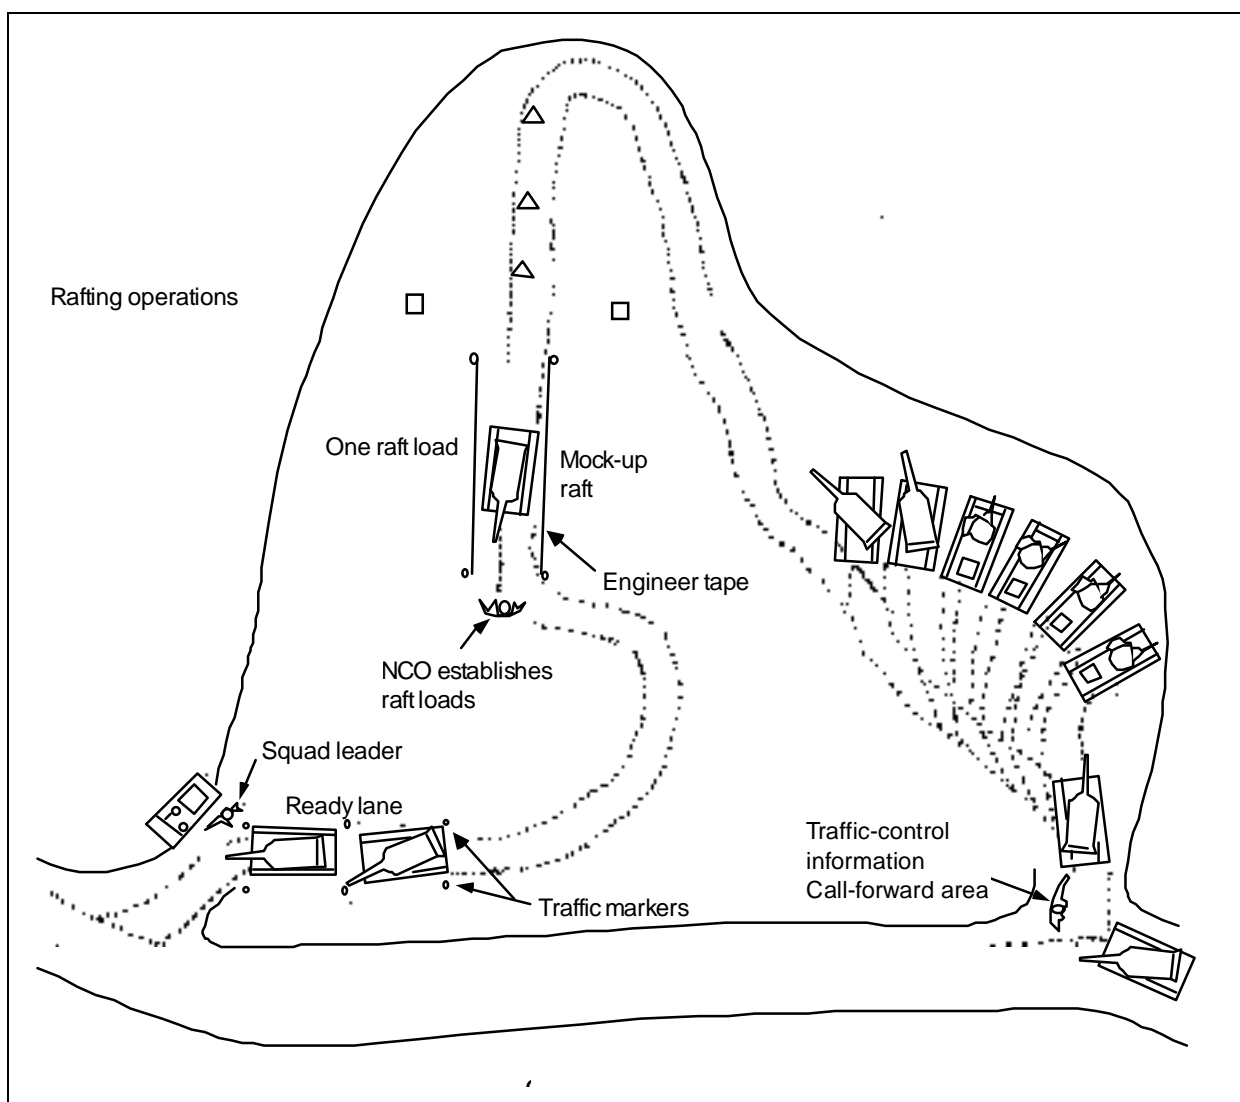 Rafting operations
One raft load
Mock-up
raft
Engineer tape
NCO establishes
raft loads
Squad leader
Ready lane
Traffic-control
information
Call-forward area
Traffic markers